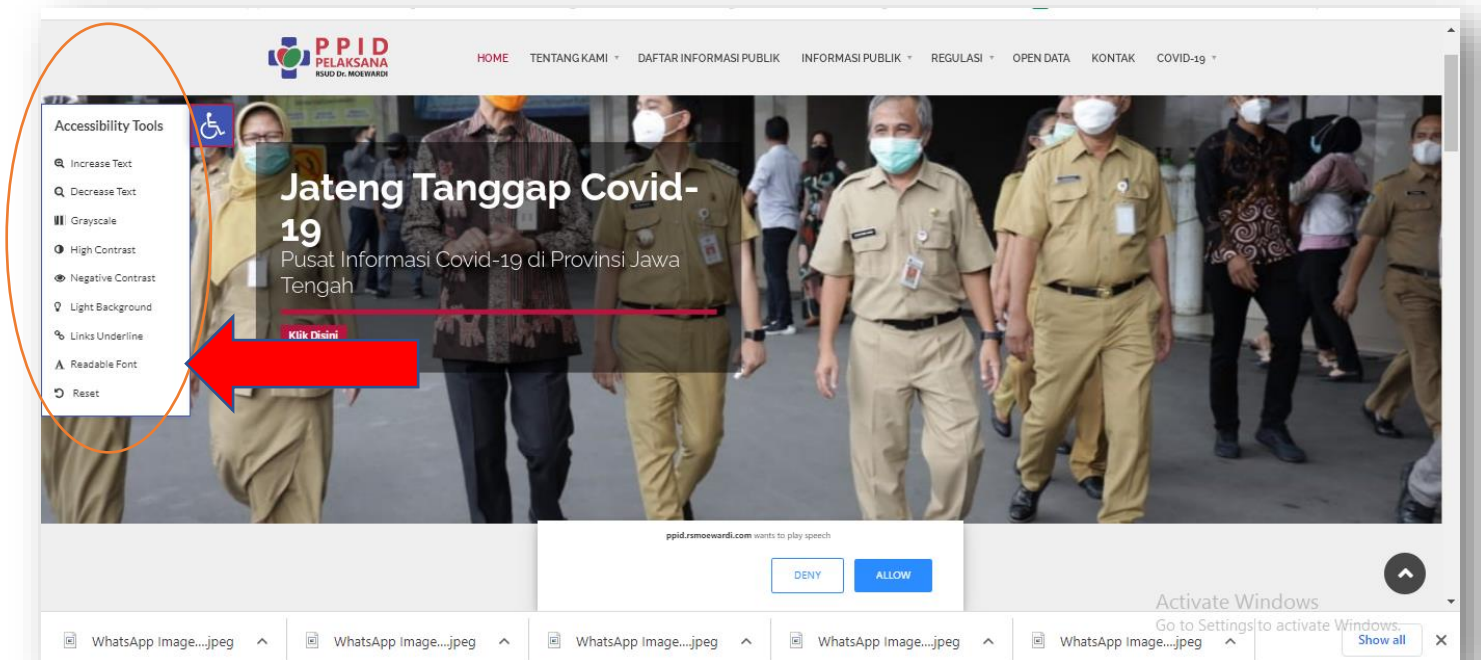 PPID
PELAKSANA
RSUD Dr. MOEWARDI
HOME TENTANG KAMI DAFTAR INFORMASI PUBLIK INFORMASI PUBLIK REGULASI OPEN DATA KONTAK COVID-19
Accessibility Tools
Increase Text
Decrease Text
Grayscale
High Contrast
Negative Contrast
Light Background
Links Underline
Readable Font
Reset
Jateng Tanggap Covid-
19
Pusat Informasi Covid-19 di Provinsi Jawa
Tengah
Klik Disini
ppid.rsmoewardi.com wants to play speech
DENY ALLOW
Activate Windows
Go to Settings to activate Windows.
WhatsApp Image....jpeg WhatsApp Image....jpeg WhatsApp Image....jpeg WhatsApp Image....jpeg WhatsApp Image....jpeg Show all